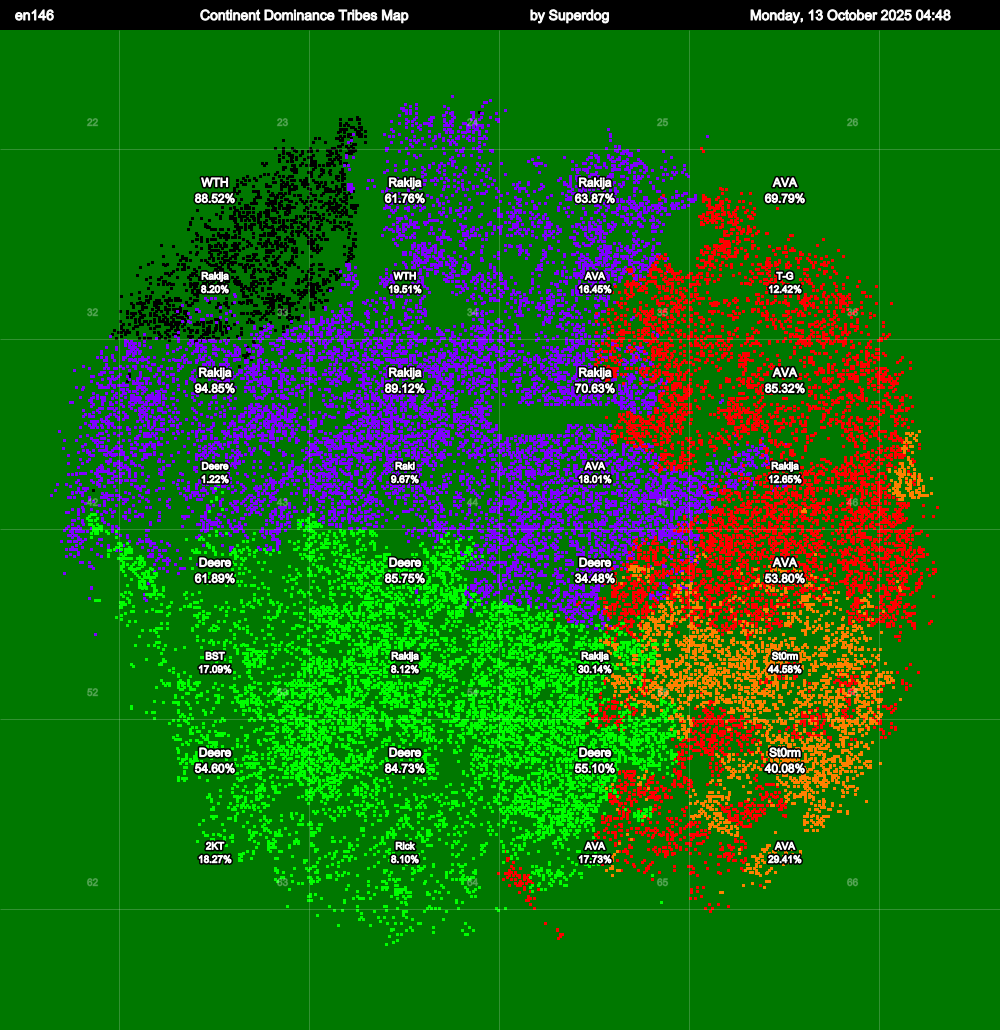 en146 Continent Dominance Tribes Map by Superdog Monday, 13 October 2025 04:48
22 23 24 25 26
WTH Rakija Rakija AVA
88.52% 61.76% 63.87% 69.79%
Rakija WTH AVA T-G
8.20% 19.51% 16.45% 12.42%
32 33 34 35 36
Rakija Rakija Rakija AVA
94.85% 89.12% 70.63% 85.32%
Deere Raki AVA Rakija
1.22% 9.67% 18.01% 12.65%
42 43 44 45 46
Deere Deere Deere AVA
61.89% 85.75% 34.48% 53.80%
BST Rakija Rakija St0rm
17.09% 8.12% 30.14% 44.58%
52
Deere Deere Deere St0rm
54.60% 84.73% 55.10% 40.08%
2KT Rick AVA AVA
18.27% 8.10% 17.73% 29.41%
62 63 64 65 66